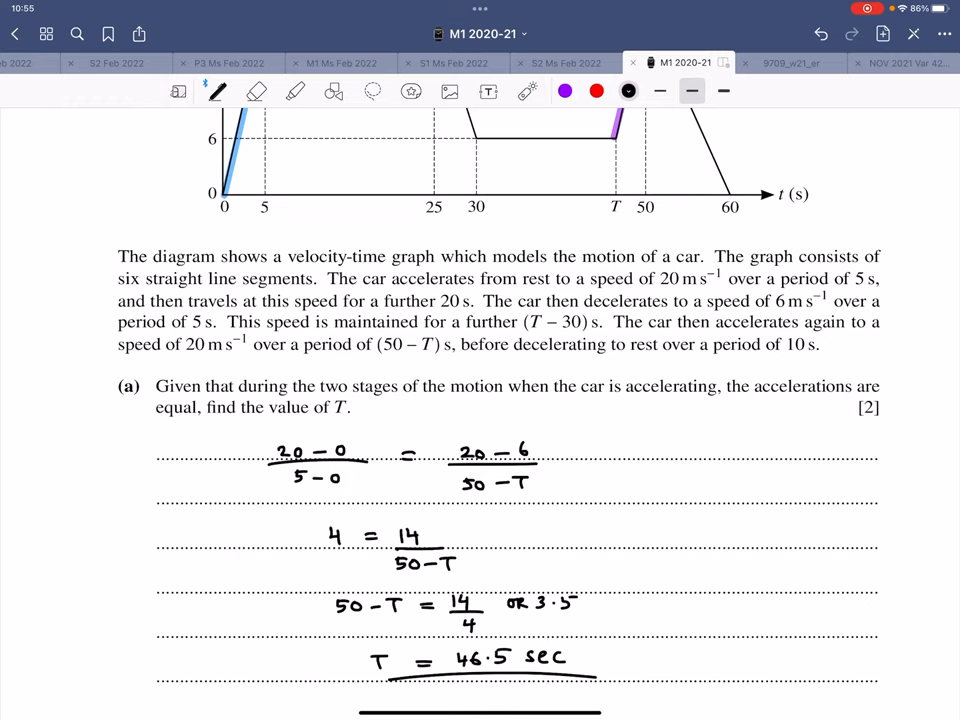 10:55
86%
M1 2020-21
eb 2022 × S2 Feb 2022 × P3 Ms Feb 2022 × M1 Ms Feb 2022 × S1 Ms Feb 2022 × S2 Ms Feb 2022 × M1 2020-21 × 9709_w21_er × NOV 2021 Var 42...
T
6
0
0 5 25 30 T 50 60 t (s)
The diagram shows a velocity-time graph which models the motion of a car. The graph consists of
six straight line segments. The car accelerates from rest to a speed of 20 m s⁻¹ over a period of 5 s,
and then travels at this speed for a further 20 s. The car then decelerates to a speed of 6 m s⁻¹ over a
period of 5 s. This speed is maintained for a further (T − 30) s. The car then accelerates again to a
speed of 20 m s⁻¹ over a period of (50 − T) s, before decelerating to rest over a period of 10 s.
(a) Given that during the two stages of the motion when the car is accelerating, the accelerations are
equal, find the value of T. [2]
20 − 0 = 20 − 6
5 − 0 50 − T
4 = 14
50 − T
50 − T = 14 OR 3.5
4
T = 46.5 sec